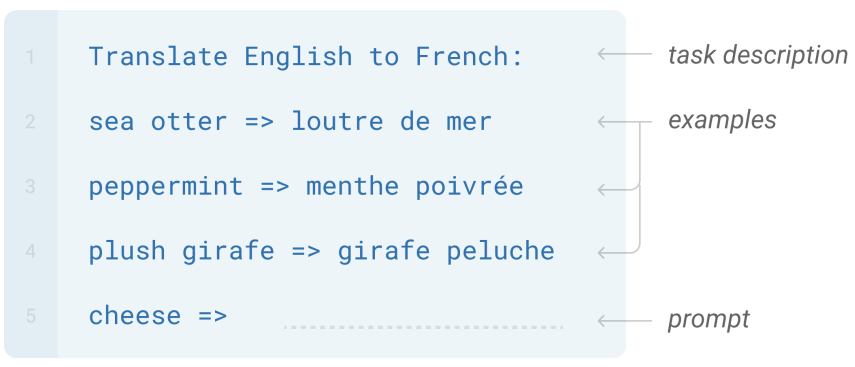 1 Translate English to French: task description
2 sea otter => loutre de mer examples
3 peppermint => menthe poivrée
4 plush girafe => girafe peluche
5 cheese => prompt